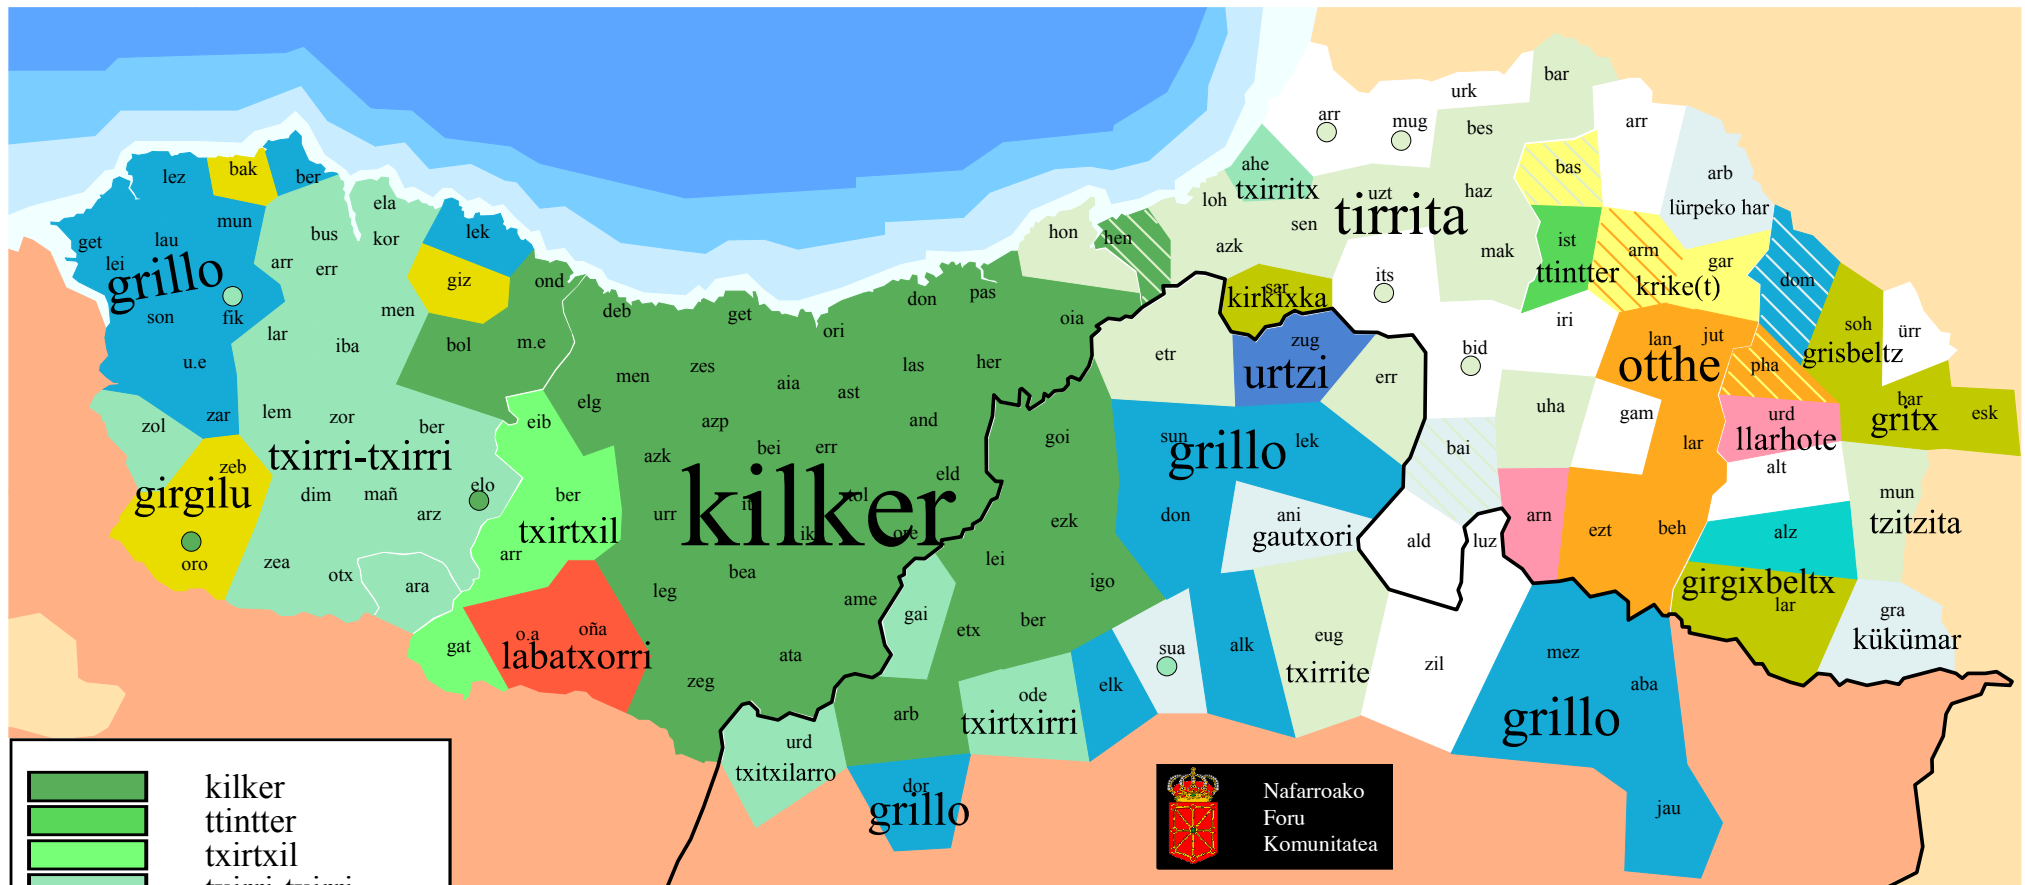 bar
urk
arr
mug
arr
bes
ahe
bas
arb
lez
bak
ber
txirritx
uzt
haz
loh
tirrita
lürpeko har
ela
mun
bus
kor
lek
hon
hen
azk
sen
mak
ist
arm
gar
get
lau
lei
grillo
arr
err
giz
ond
ttintter
krike(t)
dom
its
sar
kirkixka
son
fik
men
deb
get
don
pas
ori
oia
iri
lar
iba
bol
m.e
zug
etr
urtzi
err
bid
lan
jut
otthe
pha
soh
ürr
grisbeltz
u.e
men
zes
aia
ast
las
her
elg
uha
gam
urd
llarhote
bar
gritx
esk
zol
zar
lem
zor
ber
eib
azp
and
goi
sun
grillo
lek
bai
lar
txirri-txirri
azk
bei
err
alt
zeb
girgilu
dim
mañ
elo
arz
ber
txirtxil
urr
it
kilker
tol
eld
ik
ore
ezk
don
ani
gautxori
ald
luz
arn
ezt
beh
alz
mun
tzitzita
oro
zea
otx
ara
arr
leg
bea
ame
lei
igo
girgixbeltx
lar
gra
kükümar
gat
o.a
oña
labatxorri
ata
gai
etx
ber
sua
alk
eug
txirrite
zil
mez
aba
zeg
arb
ode
txirtxirri
elk
grillo
urd
txitxilarro
dor
grillo
jau
Nafarroako
Foru
Komunitatea
kilker
ttintter
txirtxil
txirri-txirri